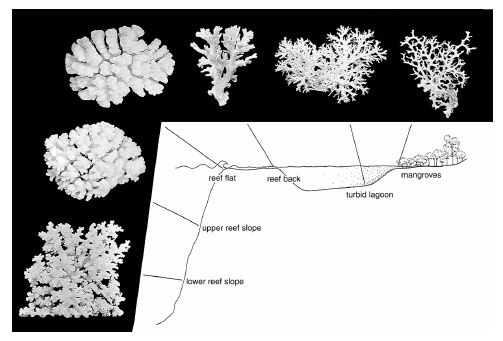 reef flat
reef back
mangroves
turbid lagoon
upper reef slope
lower reef slope